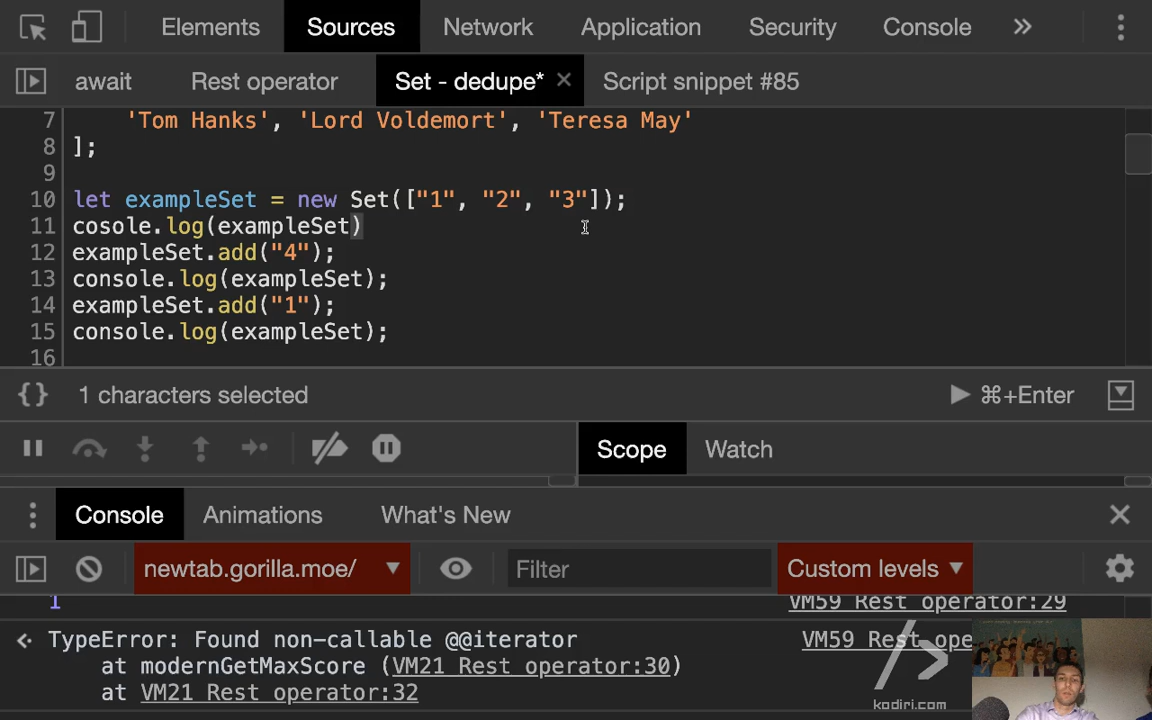 Elements Sources Network Application Security Console »
await Rest operator Set - dedupe* × Script snippet #85
7 'Tom Hanks', 'Lord Voldemort', 'Teresa May'
8 ];
9
10 let exampleSet = new Set(["1", "2", "3"]);
11 cosole.log(exampleSet)
12 exampleSet.add("4");
13 console.log(exampleSet);
14 exampleSet.add("1");
15 console.log(exampleSet);
16
{} 1 characters selected ⌘+Enter
Scope Watch
Console Animations What's New
newtab.gorilla.moe/ Filter Custom levels
1 VM59 Rest operator:29
TypeError: Found non-callable @@iterator VM59 Rest ope
at modernGetMaxScore (VM21 Rest operator:30)
at VM21 Rest operator:32
kodiri.com